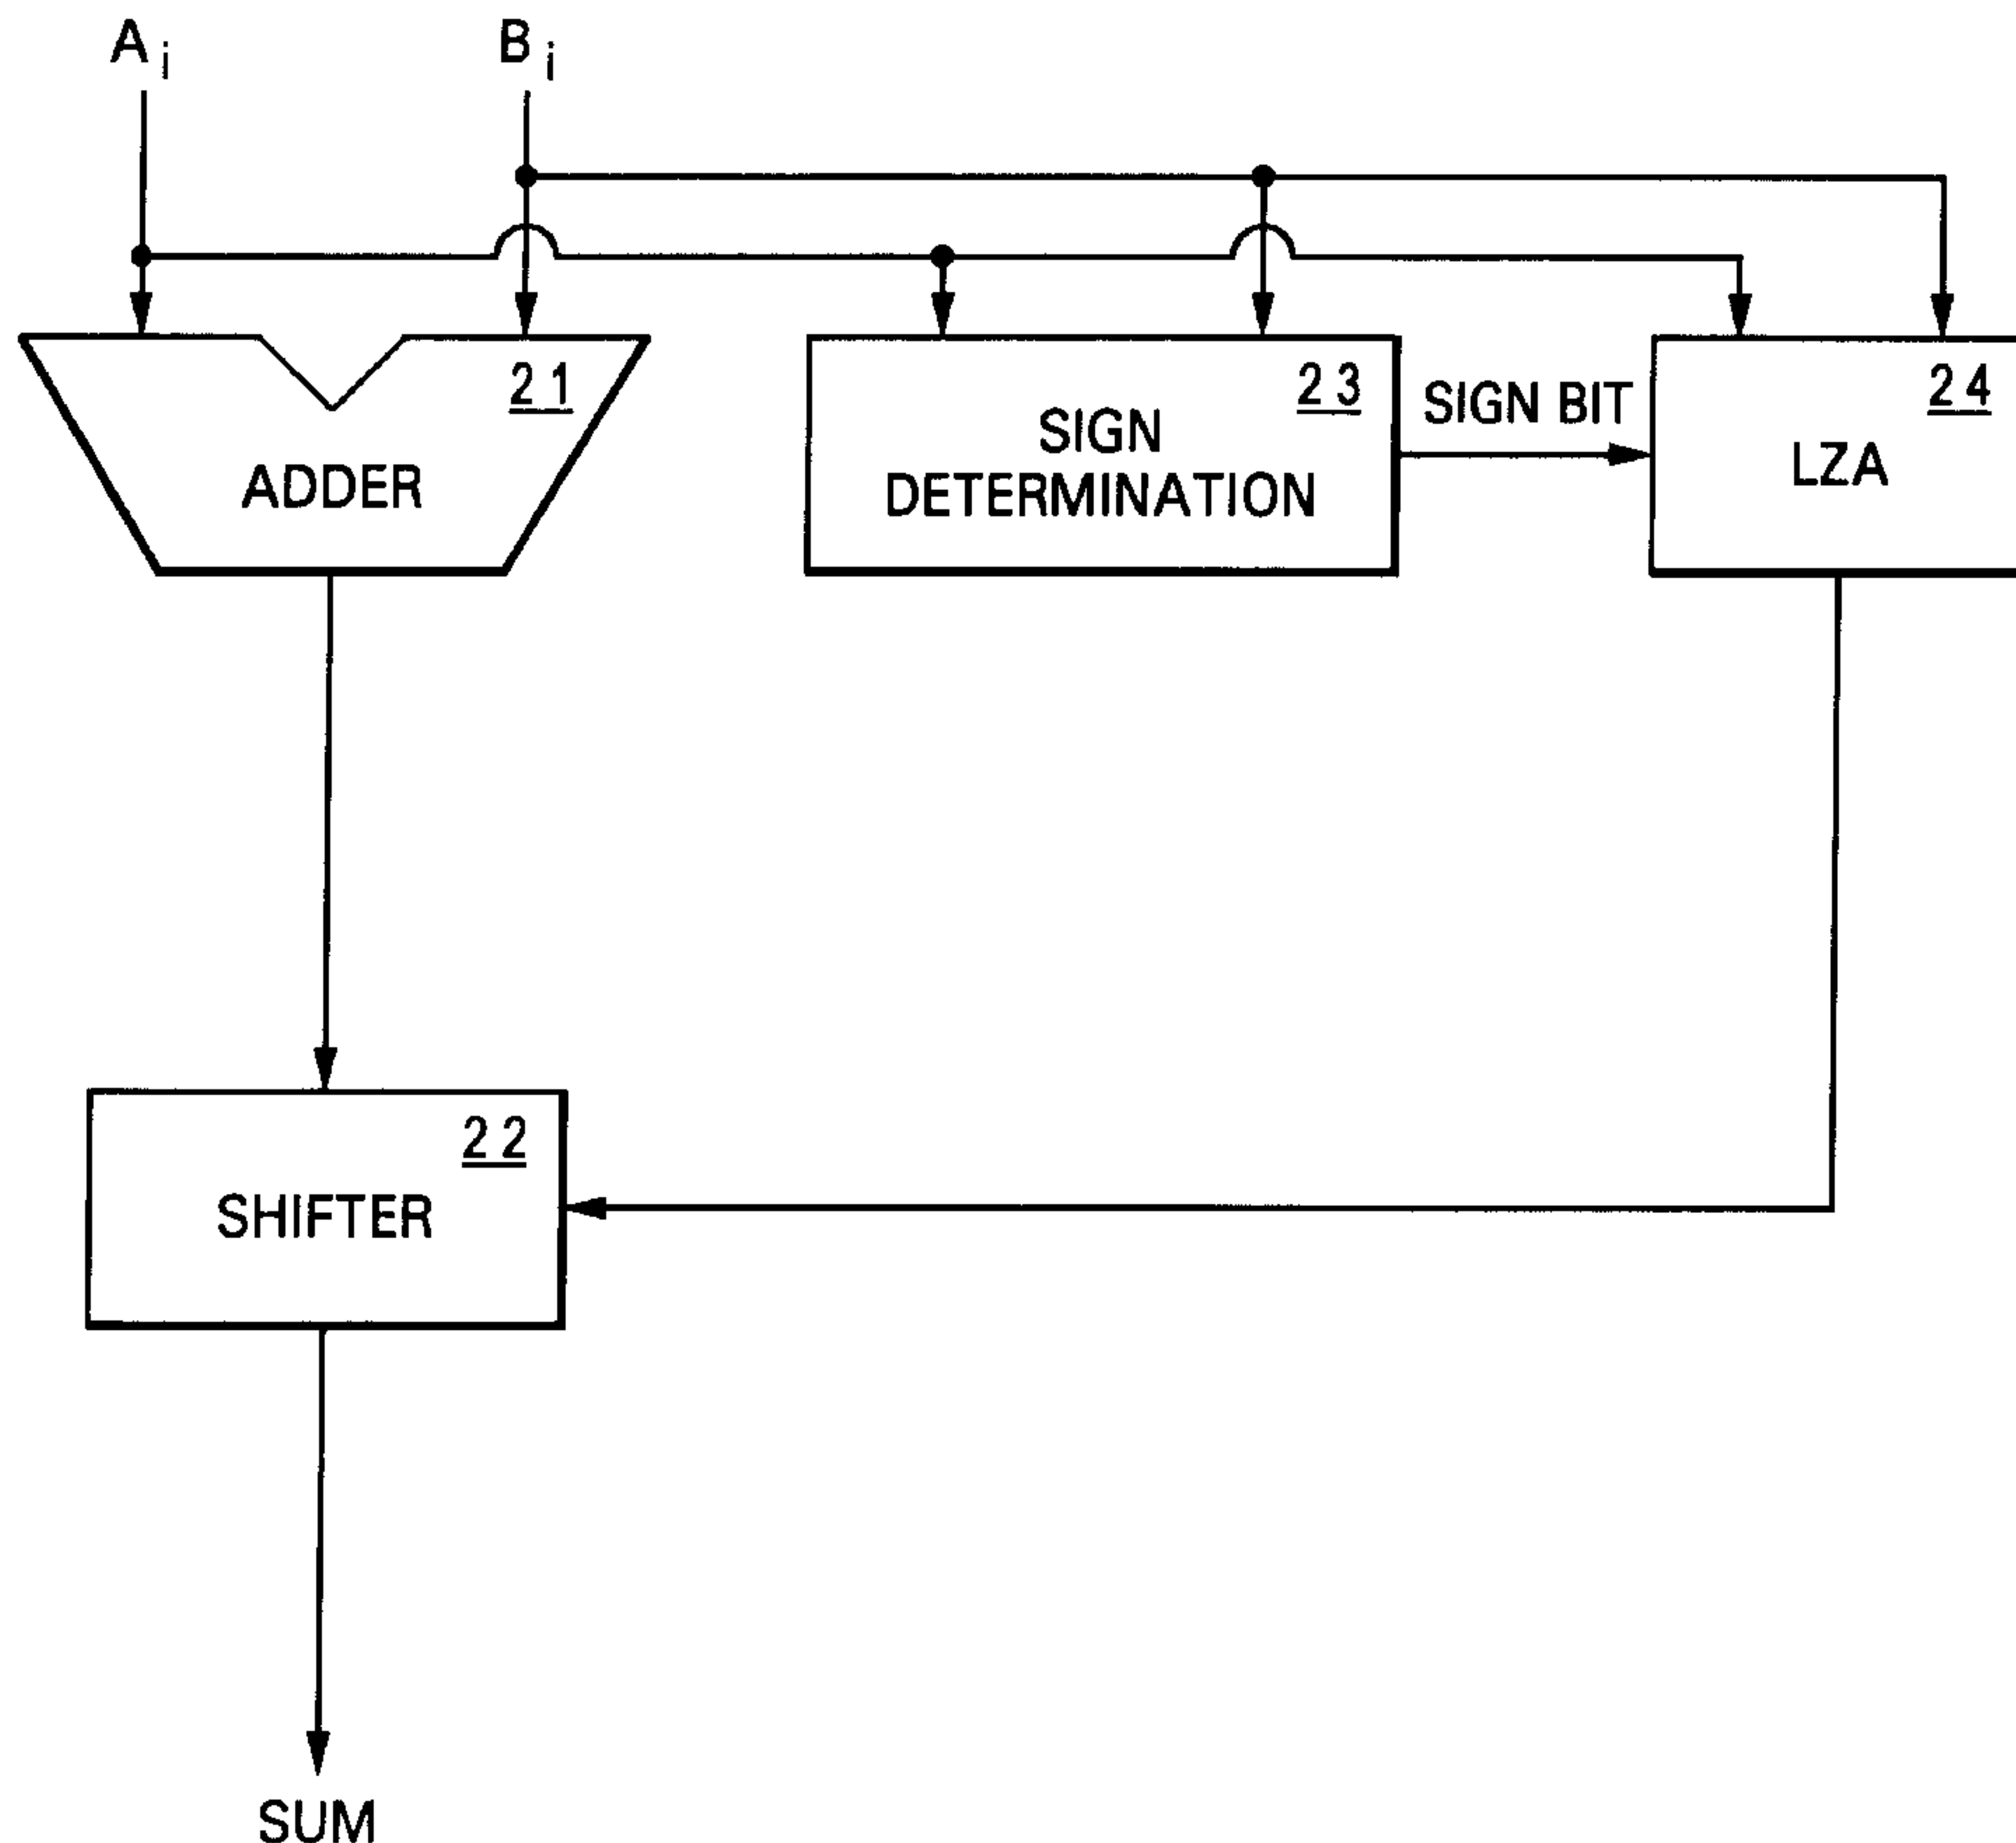 A i
B i
21
ADDER
23
SIGN
DETERMINATION
SIGN BIT
24
LZA
22
SHIFTER
SUM